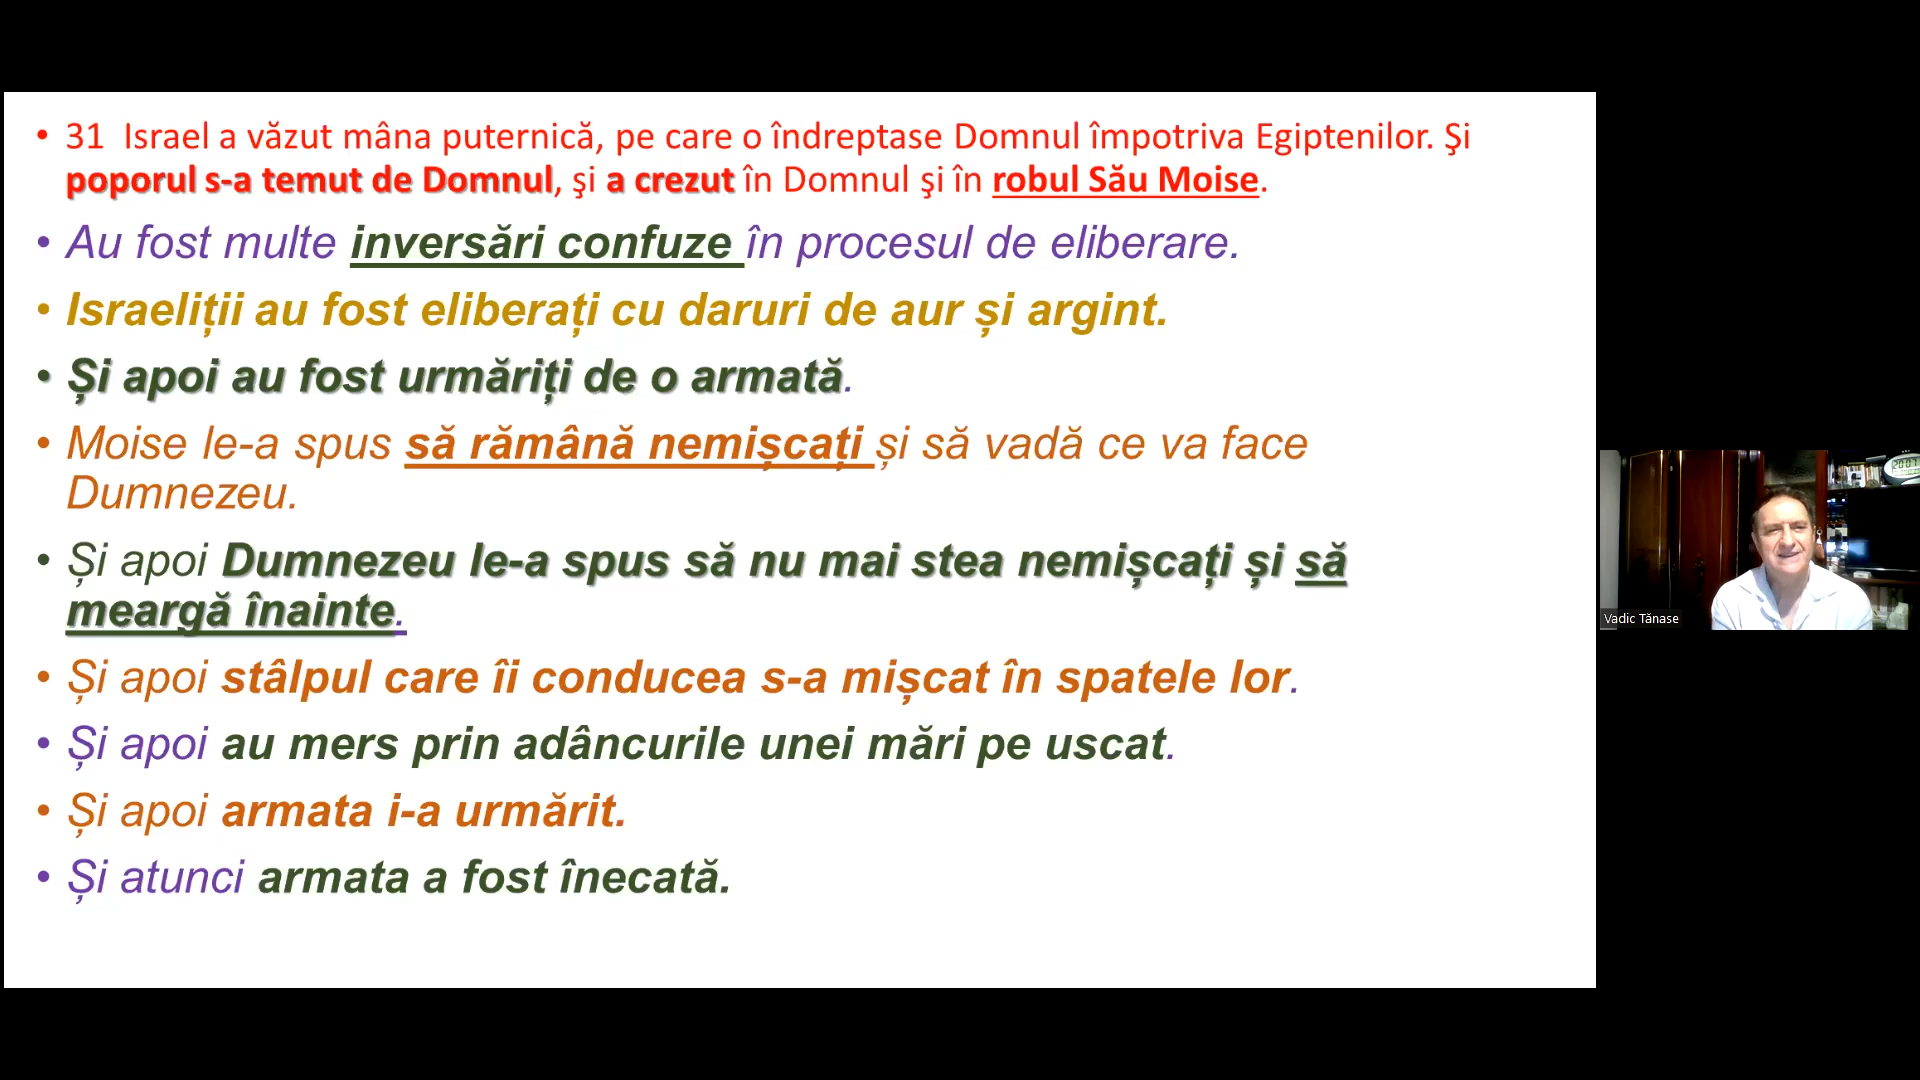 • 31 Israel a văzut mâna puternică, pe care o îndreptase Domnul împotriva Egiptenilor. Şi
poporul s-a temut de Domnul, şi a crezut în Domnul şi în robul Său Moise.
• Au fost multe inversări confuze în procesul de eliberare.
• Israeliții au fost eliberați cu daruri de aur și argint.
• Și apoi au fost urmăriți de o armată.
• Moise le-a spus să rămână nemișcați și să vadă ce va face
Dumnezeu.
• Și apoi Dumnezeu le-a spus să nu mai stea nemișcați și să
meargă înainte.
• Și apoi stâlpul care îi conducea s-a mișcat în spatele lor.
• Și apoi au mers prin adâncurile unei mări pe uscat.
• Și apoi armata i-a urmărit.
• Și atunci armata a fost înecată.
20:07
Vadic Tănase